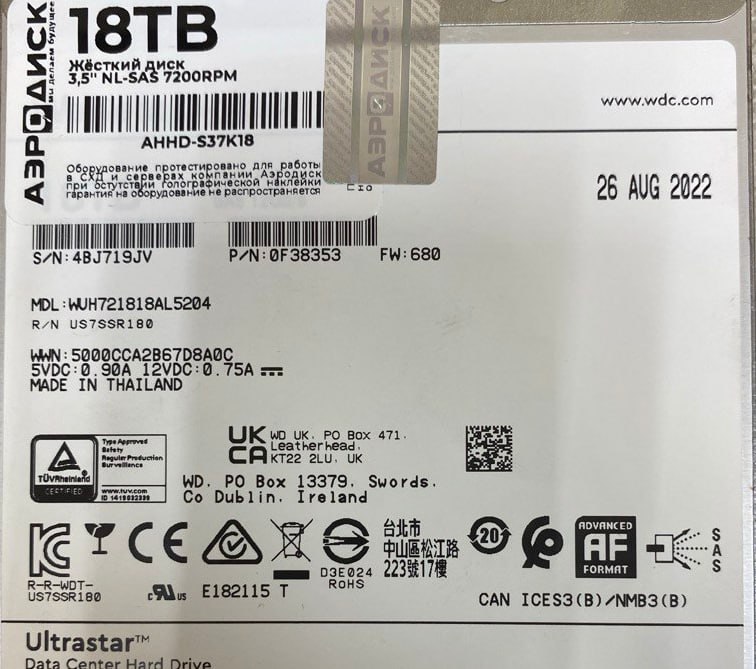 АЭРОДИСК
мы делаем будущее
18TB
Жёсткий диск
3,5" NL-SAS 7200RPM
AHHD-S37K18
Оборудование протестировано для работы
в СХД и серверах компании Аэродиск
при остутствии голографической наклейки
гарантия на оборудование не распространяется
АЭРОДИСК
www.wdc.com
26 AUG 2022
S/N:4BJ719JV
P/N:0F38353
FW:680
MDL:WUH721818AL5204
R/N US7SSR180
WWN:5000CCA2B67D8A0C
5VDC:0.90A 12VDC:0.75A
MADE IN THAILAND
TÜVRheinland
CERTIFIED
Type Approved
Safety
Regular Production
Surveillance
www.tuv.com
UK
CA
WD UK, PO Box 471,
Leatherhead,
KT22 2LU, UK
WD, PO Box 13379, Swords,
Co Dublin, Ireland
CE
R-R-WDT-
US7SSR180
c RU US
E182115 T
D3E024
ROHS
台北市
中山區松江路
223號17樓
20
ADVANCED
AF
FORMAT
SAS
CAN ICES3(B)/NMB3(B)
Ultrastar™
Data Center Hard Drive